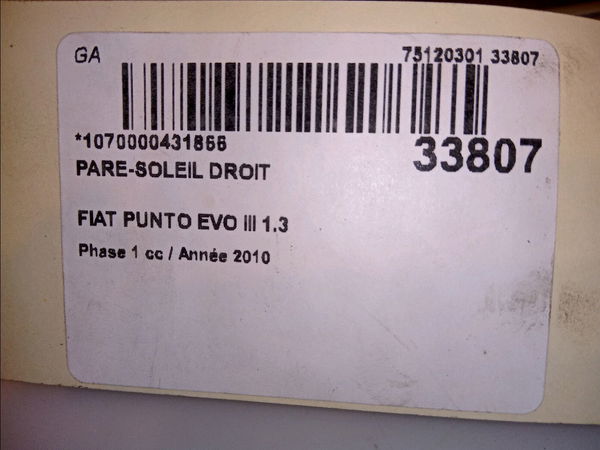 GA 75120301 33807
*1070000431866 33807
PARE-SOLEIL DROIT
FIAT PUNTO EVO III 1.3
Phase 1 cc / Année 2010